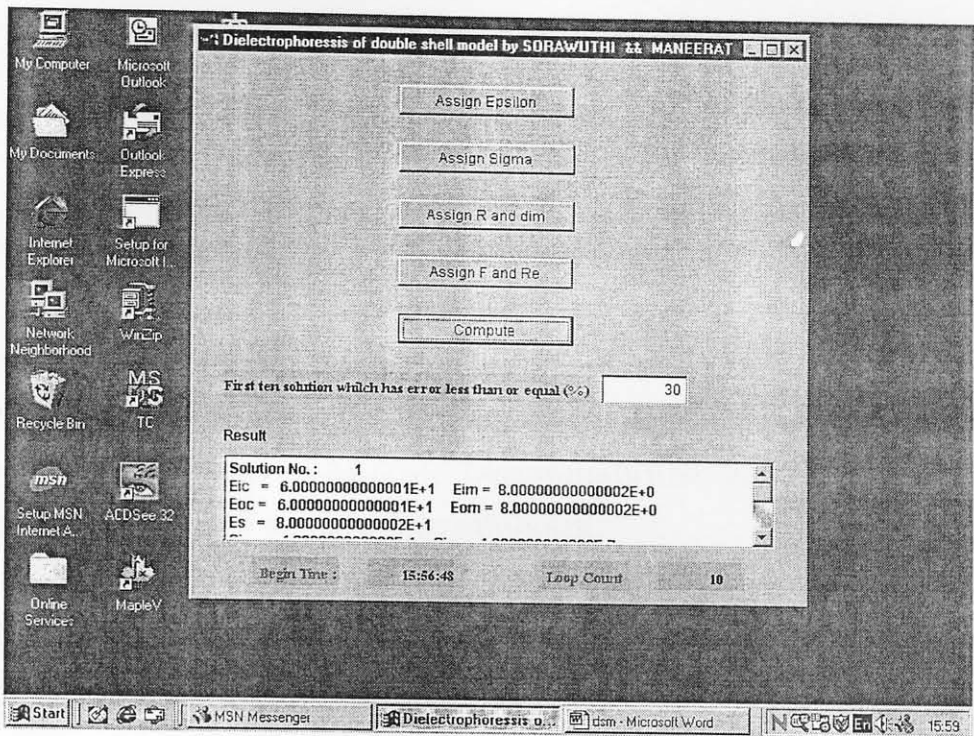 My Computer
Microsoft Outlook
My Documents
Outlook Express
Internet Explorer
Setup for Microsoft I...
Network Neighborhood
WinZip
Recycle Bin
MS
TC
msn
Setup MSN Internet A...
ACDSee 32
Online Services
MapleV
Dielectrophoressis of double shell model by SORAWUTHI && MANEERAT
Assign Epsilon
Assign Sigma
Assign R and dim
Assign F and Re
Compute
First ten solution whilch has error less than or equal (%) 30
Result
Solution No. : 1
Eic = 6.00000000000001E+1 Eim = 8.00000000000002E+0
Eoc = 6.00000000000001E+1 Eom = 8.00000000000002E+0
Es = 8.00000000000002E+1
Begin Time : 15:56:48 Loop Count 10
Start
MSN Messenger
Dielectrophoressis o...
dsm - Microsoft Word
En
15:59